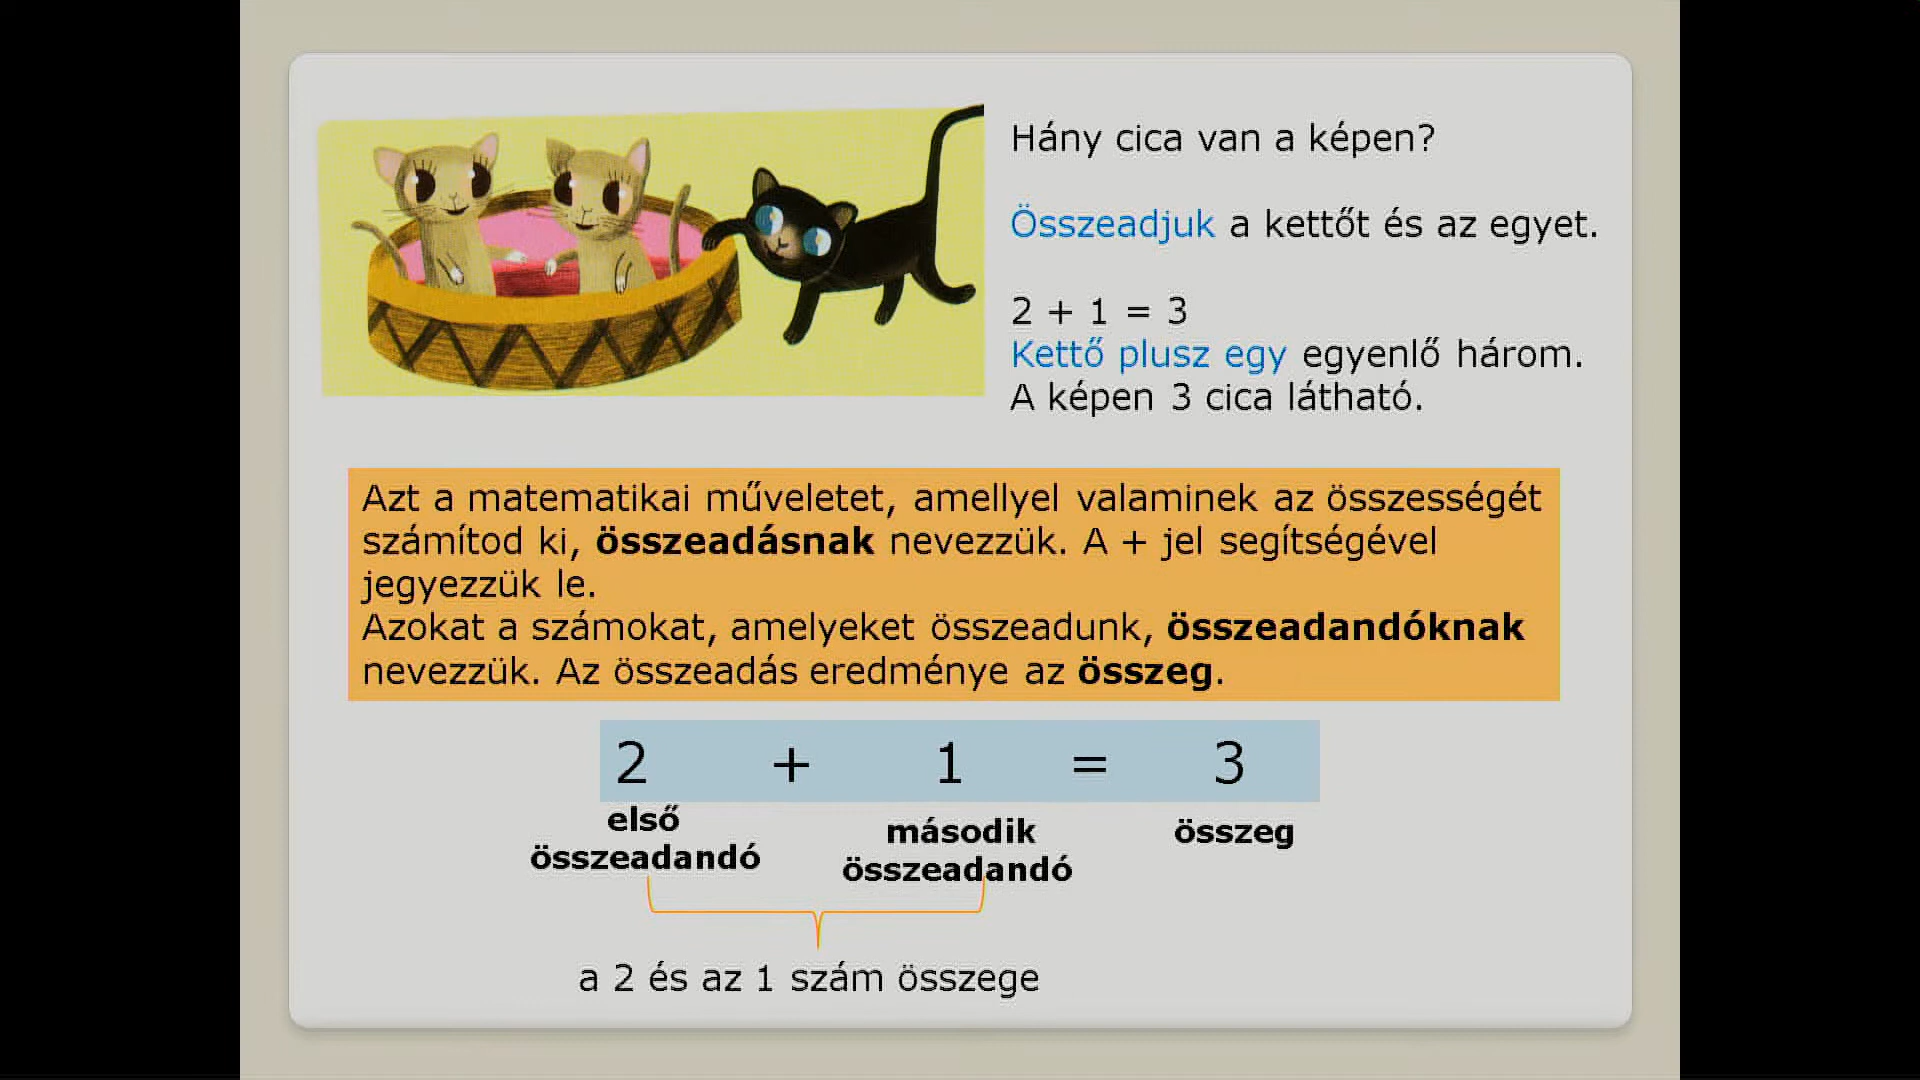 Hány cica van a képen?
Összeadjuk a kettőt és az egyet.
2 + 1 = 3
Kettő plusz egy egyenlő három.
A képen 3 cica látható.
Azt a matematikai műveletet, amellyel valaminek az összességét
számítod ki, összeadásnak nevezzük. A + jel segítségével
jegyezzük le.
Azokat a számokat, amelyeket összeadunk, összeadandóknak
nevezzük. Az összeadás eredménye az összeg.
2 + 1 = 3
első
összeadandó
második
összeadandó
összeg
a 2 és az 1 szám összege